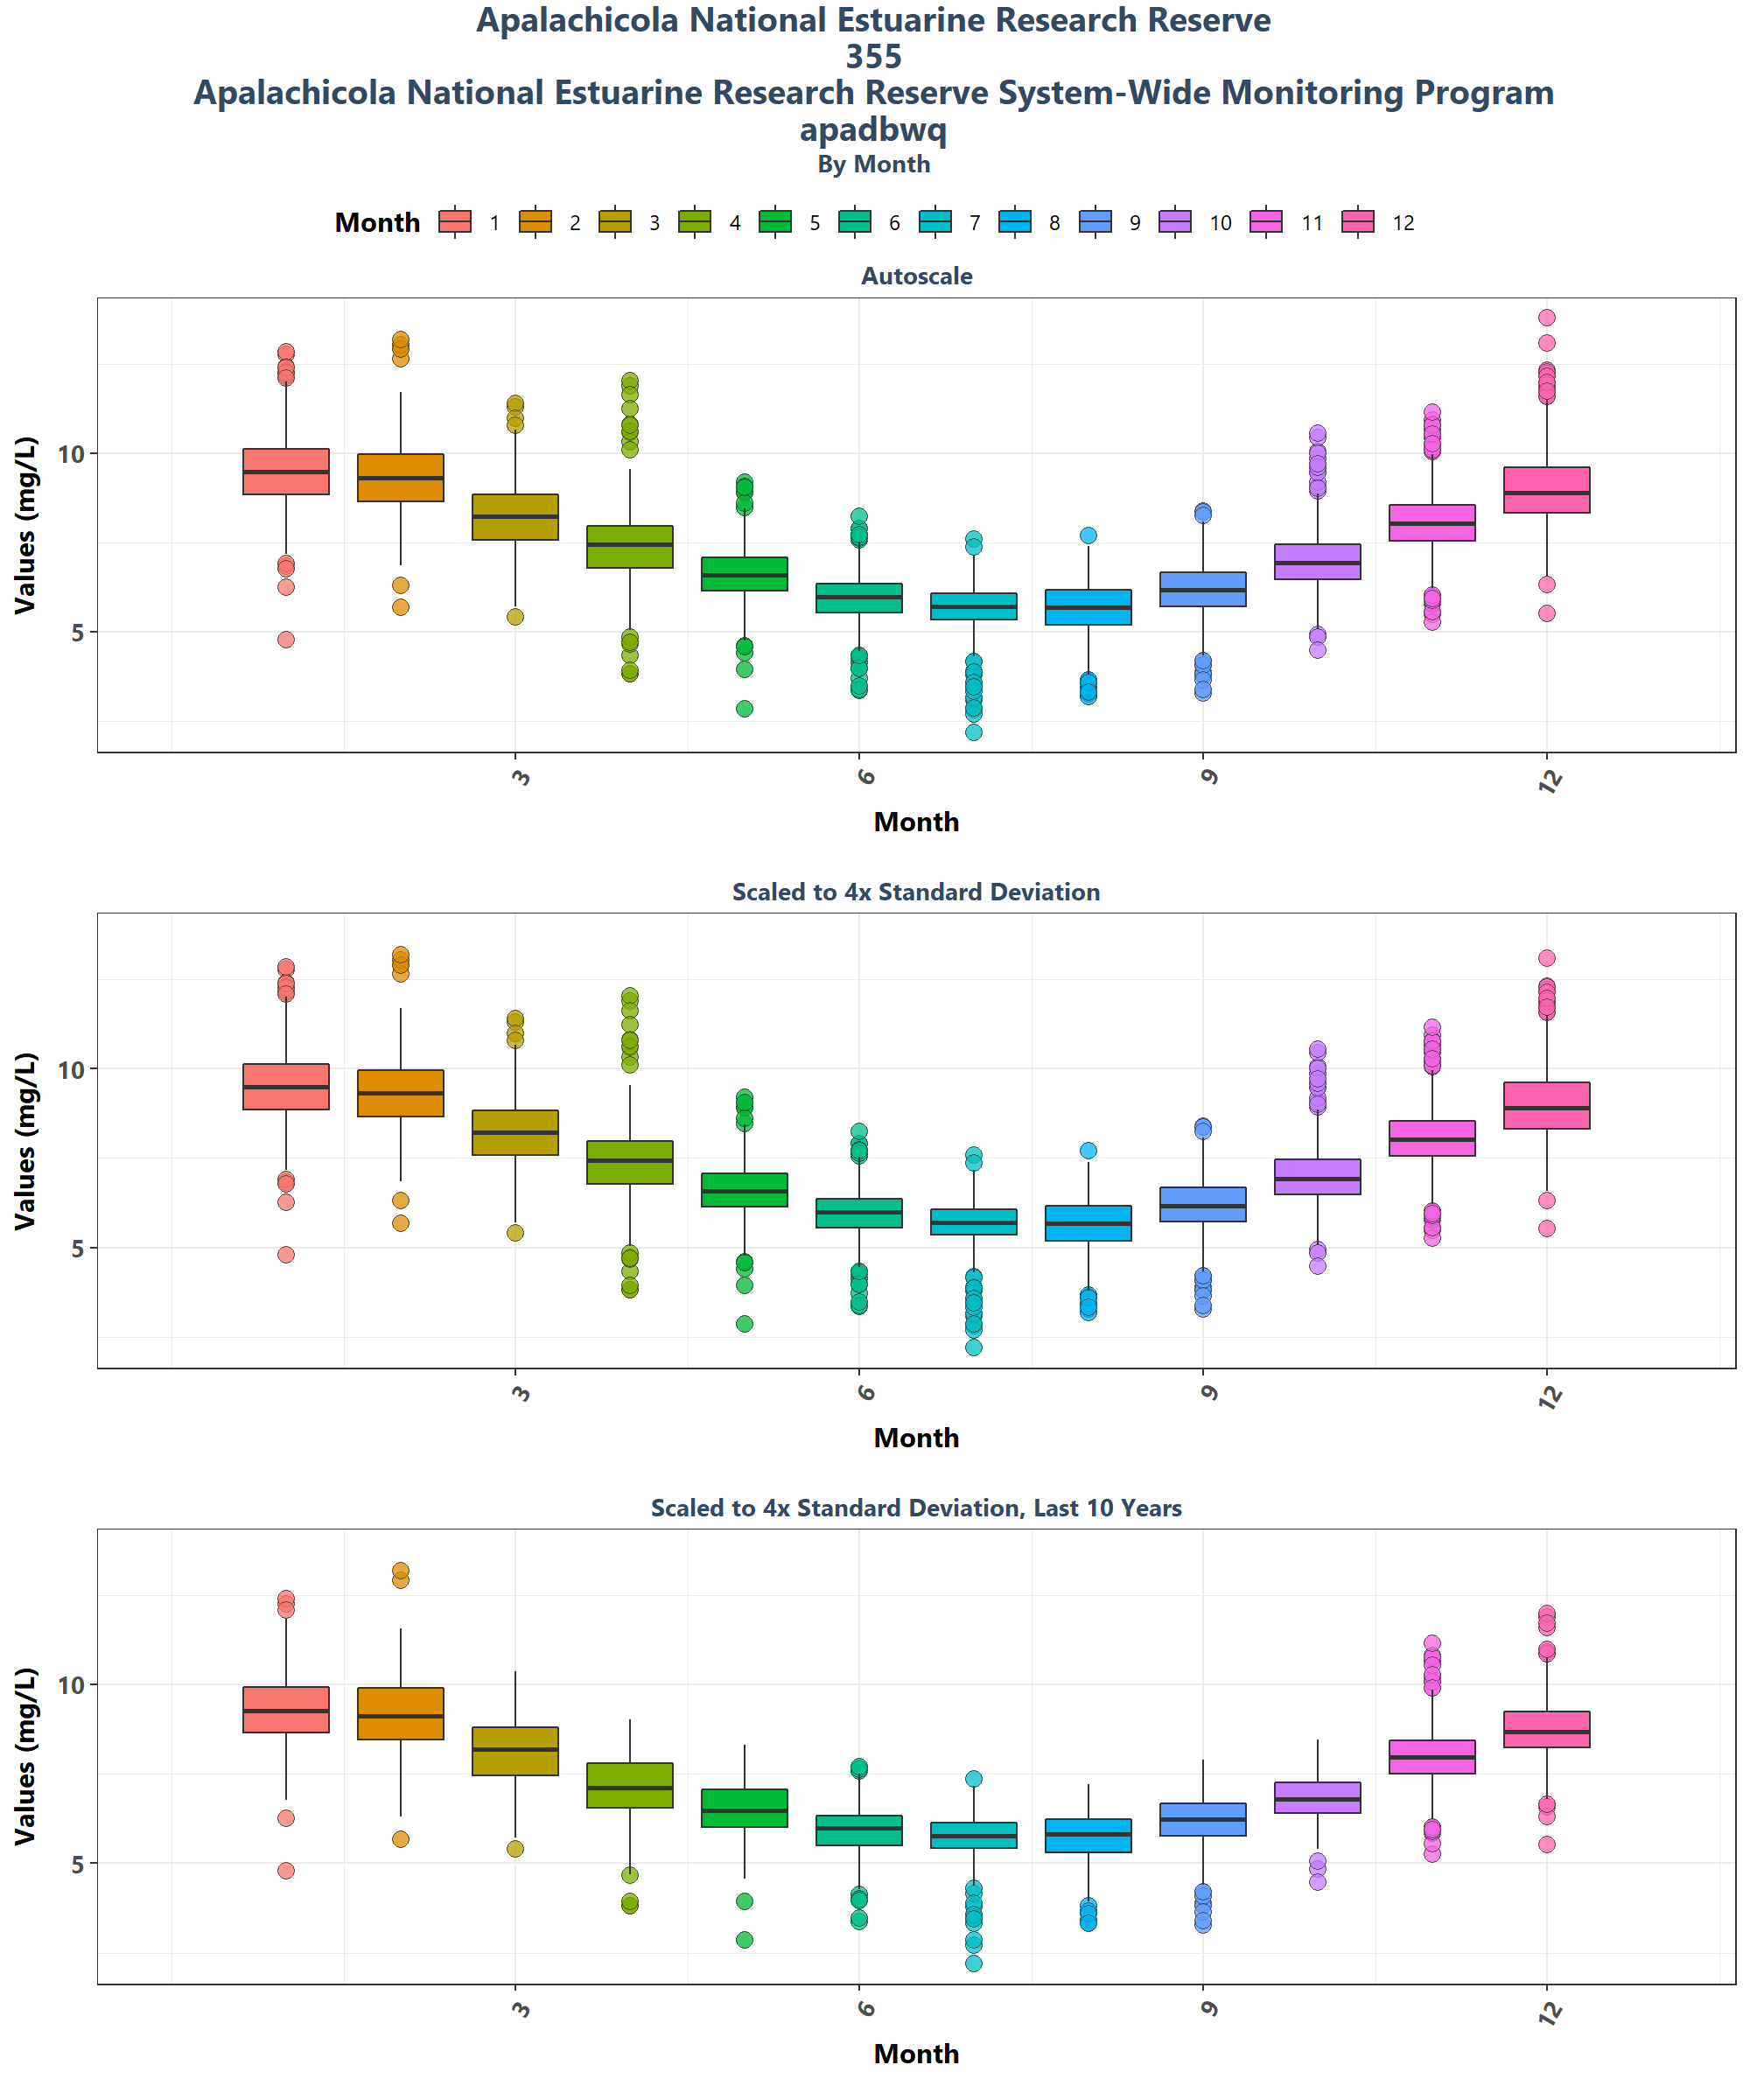 Apalachicola National Estuarine Research Reserve
355
Apalachicola National Estuarine Research Reserve System-Wide Monitoring Program
apadbwq
By Month
Month 1 2 3 4 5 6 7 8 9 10 11 12
Autoscale
Values (mg/L)
10
5
3 6 9 12
Month
Scaled to 4x Standard Deviation
Values (mg/L)
10
5
3 6 9 12
Month
Scaled to 4x Standard Deviation, Last 10 Years
Values (mg/L)
10
5
3 6 9 12
Month